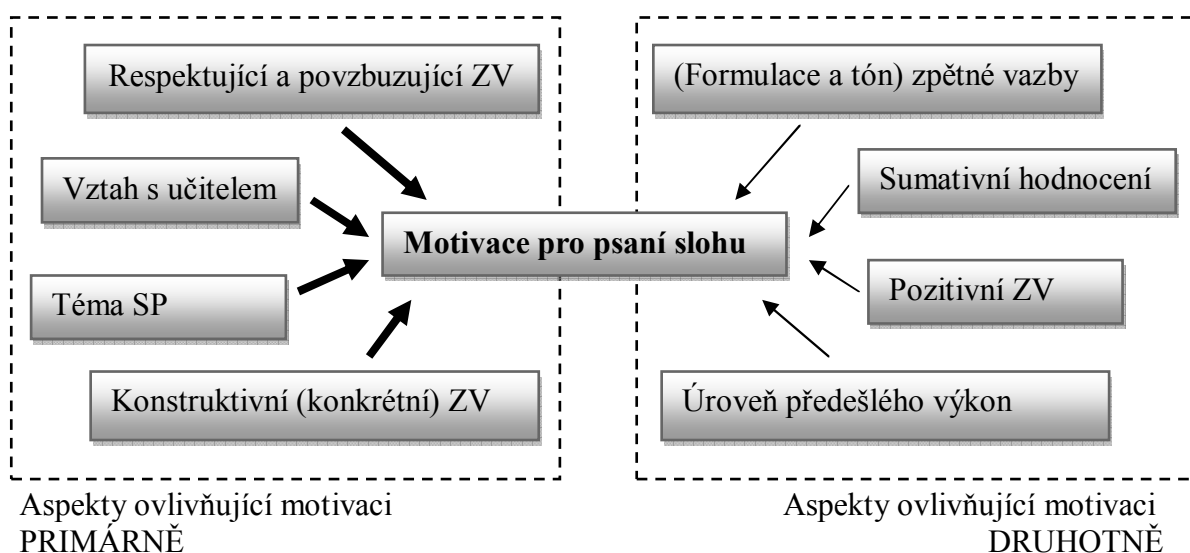 Respektující a povzbuzující ZV
Vztah s učitelem
Téma SP
Konstruktivní (konkrétní) ZV
Motivace pro psaní slohu
(Formulace a tón) zpětné vazby
Sumativní hodnocení
Pozitivní ZV
Úroveň předešlého výkon
Aspekty ovlivňující motivaci
PRIMÁRNĚ
Aspekty ovlivňující motivaci
DRUHOTNĚ